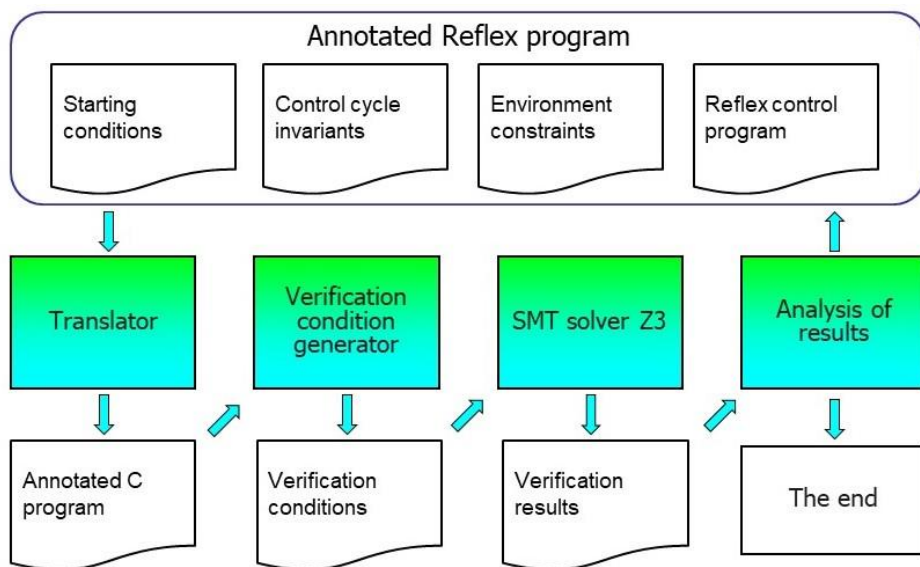 Annotated Reflex program
Starting
conditions
Control cycle
invariants
Environment
constraints
Reflex control
program
Translator
Verification
condition
generator
SMT solver Z3
Analysis of
results
Annotated C
program
Verification
conditions
Verification
results
The end